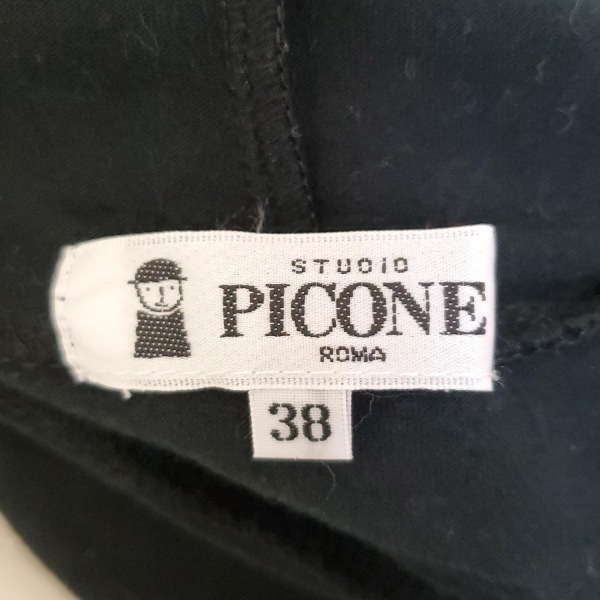 STUDIO
PICONE
ROMA
38